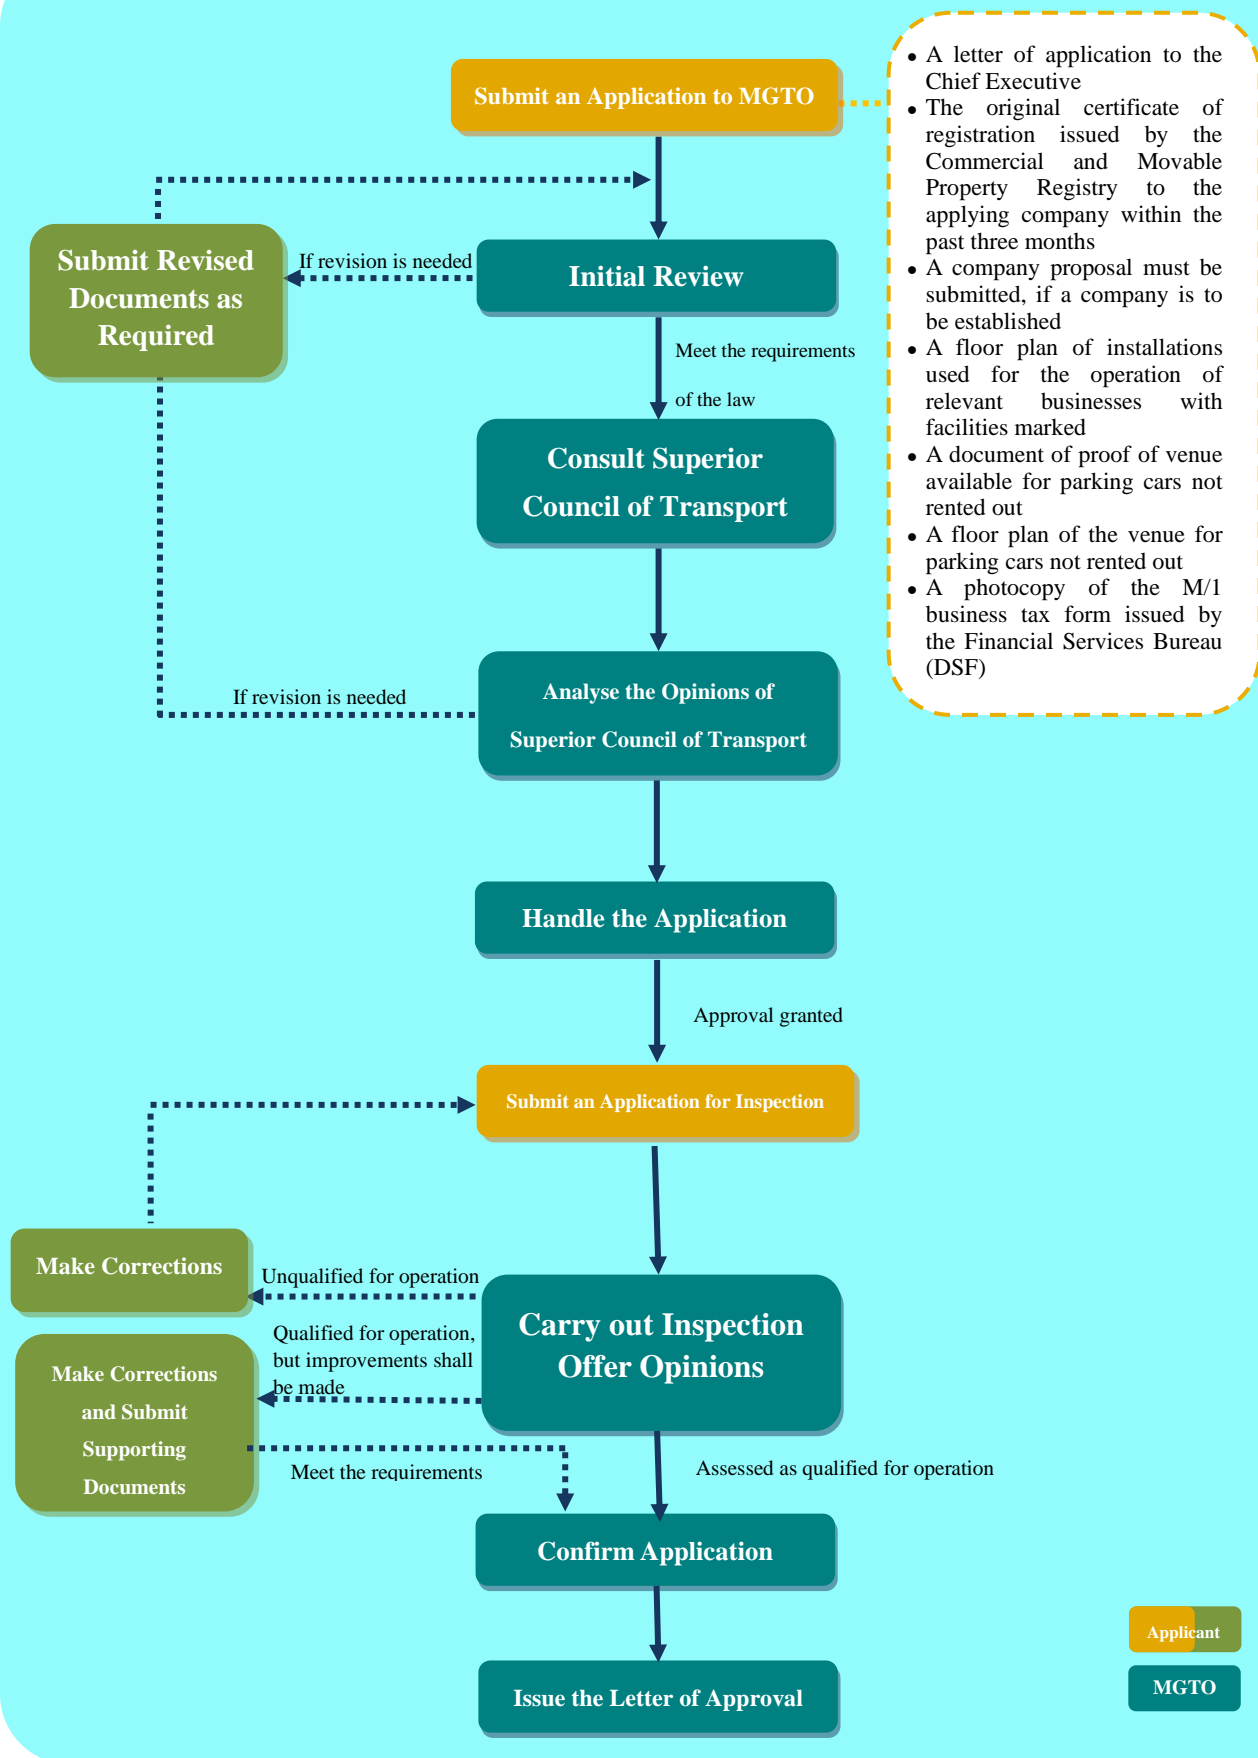 Submit an Application to MGTO
• A letter of application to the
Chief Executive
• The original certificate of
registration issued by the
Commercial and Movable
Property Registry to the
applying company within the
past three months
• A company proposal must be
submitted, if a company is to
be established
• A floor plan of installations
used for the operation of
relevant businesses with
facilities marked
• A document of proof of venue
available for parking cars not
rented out
• A floor plan of the venue for
parking cars not rented out
• A photocopy of the M/1
business tax form issued by
the Financial Services Bureau
(DSF)
Submit Revised
Documents as
Required
If revision is needed
Initial Review
Meet the requirements
of the law
Consult Superior
Council of Transport
If revision is needed
Analyse the Opinions of
Superior Council of Transport
Handle the Application
Approval granted
Submit an Application for Inspection
Make Corrections
Unqualified for operation
Carry out Inspection
Offer Opinions
Qualified for operation,
but improvements shall
be made
Make Corrections
and Submit
Supporting
Documents
Meet the requirements
Assessed as qualified for operation
Confirm Application
Issue the Letter of Approval
Applicant
MGTO